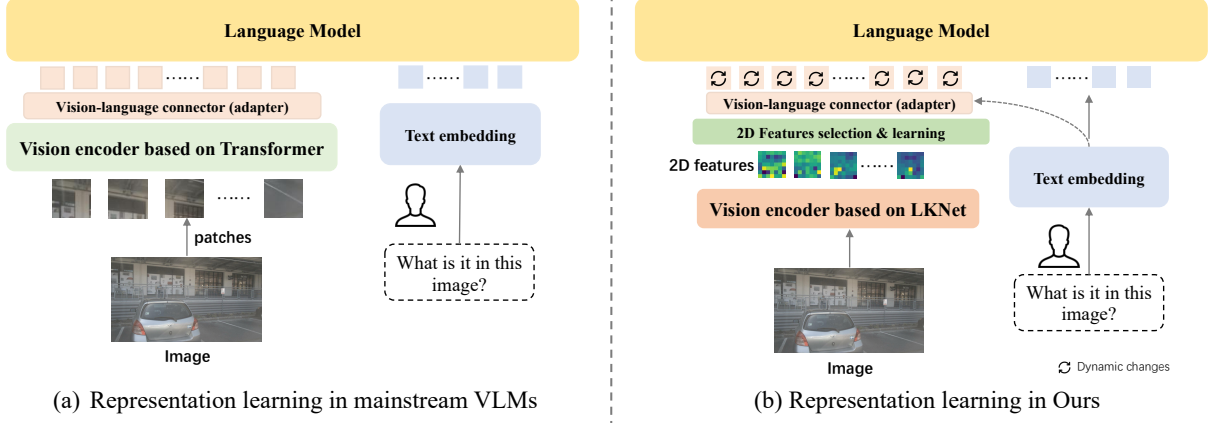 Language Model
......
......
Vision-language connector (adapter)
Vision encoder based on Transformer
Text embedding
......
patches
What is it in this
image?
Image
(a) Representation learning in mainstream VLMs
Language Model
......
......
Vision-language connector (adapter)
2D Features selection & learning
2D features
......
Text embedding
Vision encoder based on LKNet
What is it in this
image?
Image
Dynamic changes
(b) Representation learning in Ours